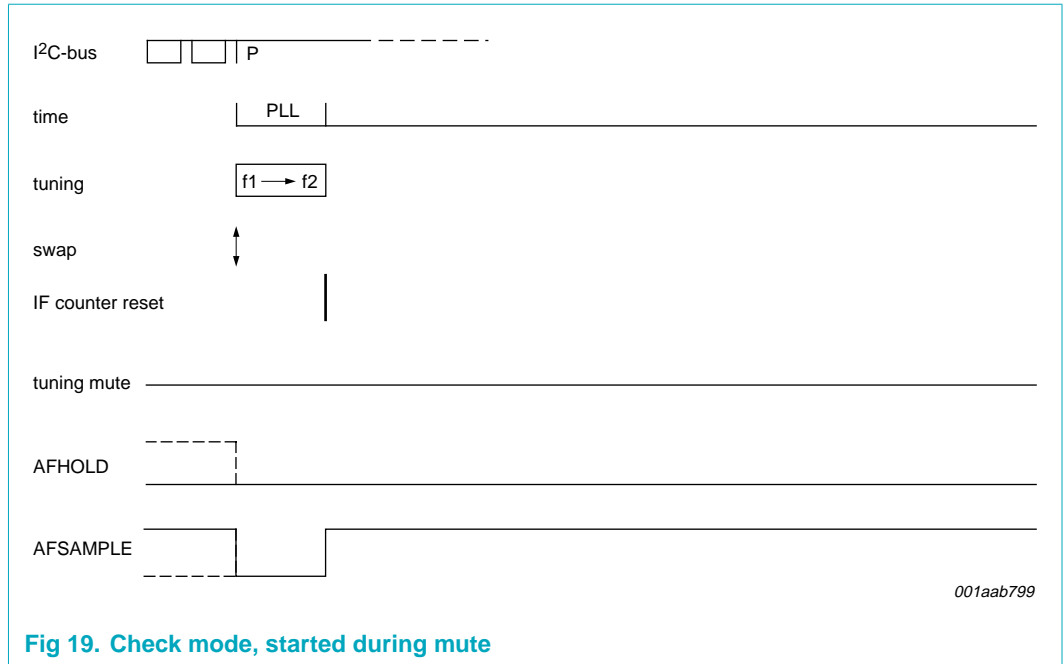 I2C-bus
P
time
PLL
tuning
f1 f2
swap
IF counter reset
tuning mute
AFHOLD
AFSAMPLE
001aab799
Fig 19. Check mode, started during mute